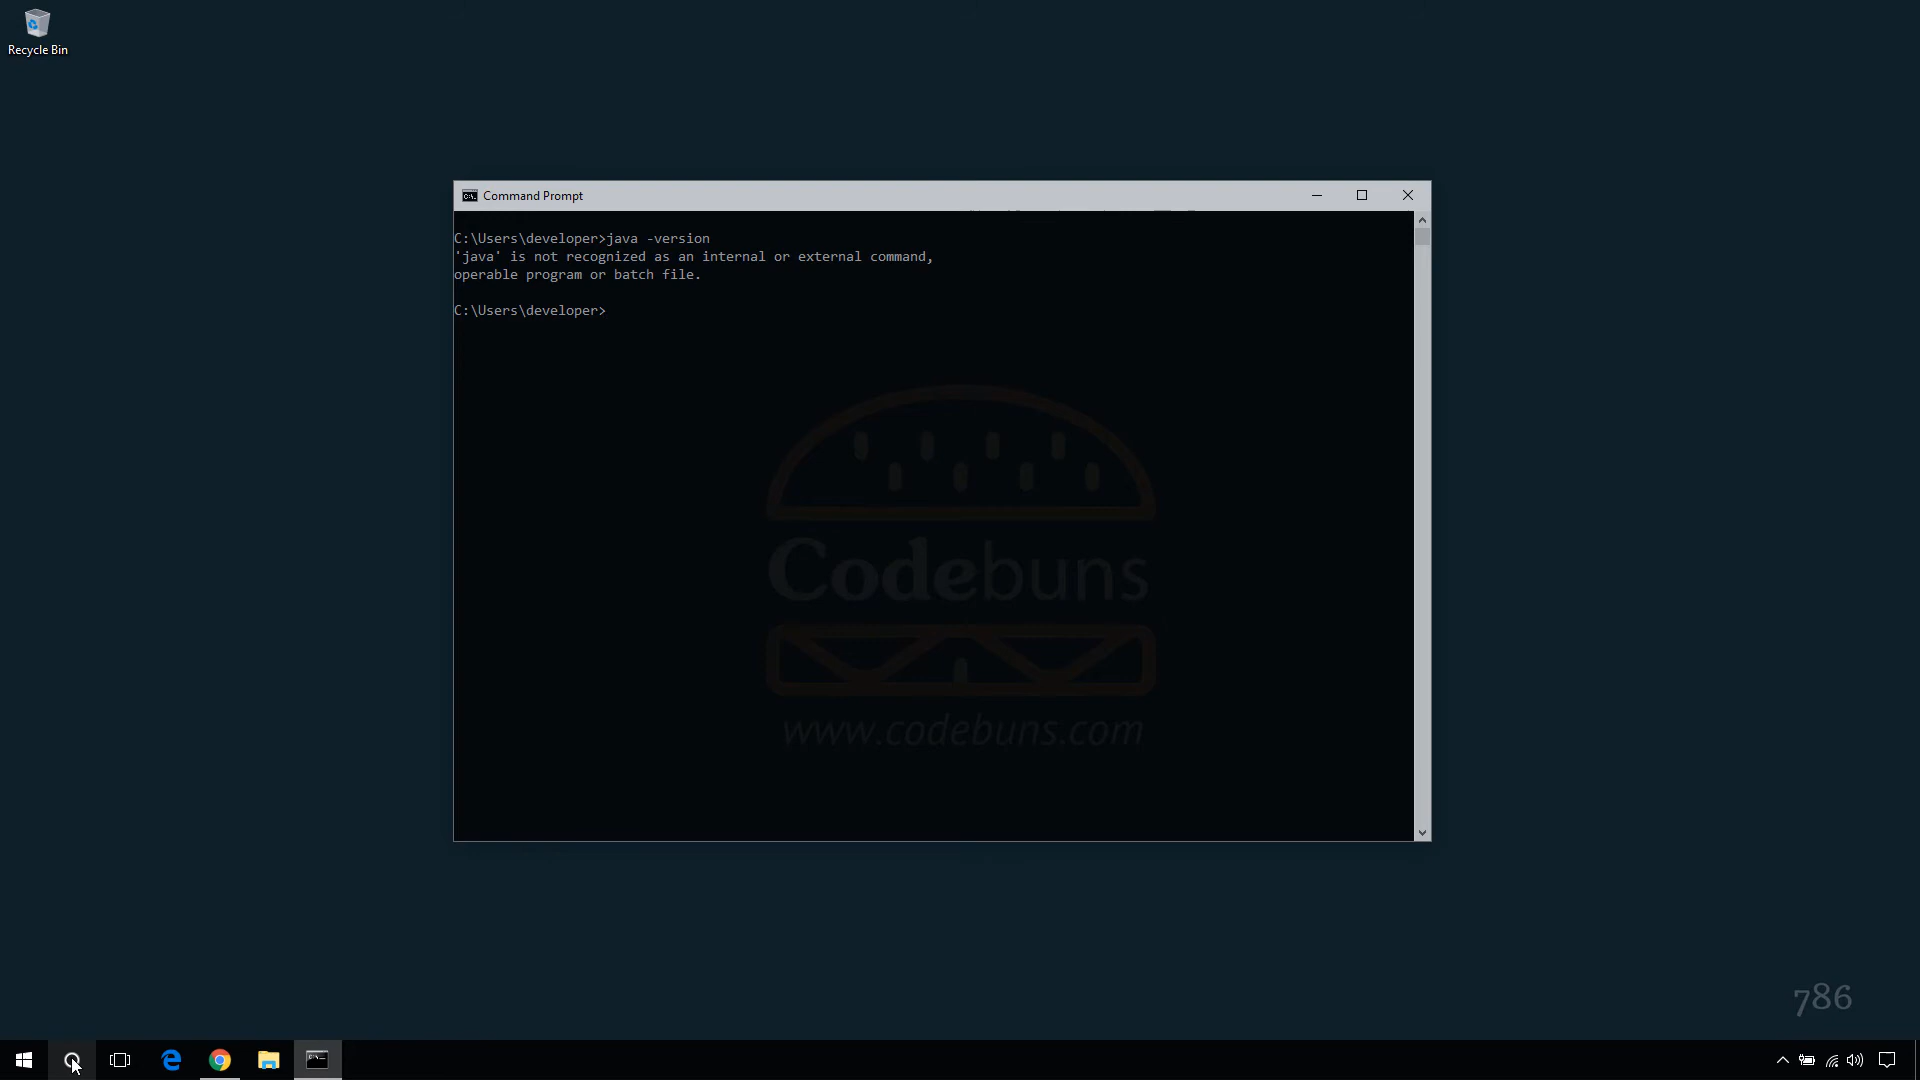 Recycle Bin
Command Prompt
C:\Users\developer>java -version
'java' is not recognized as an internal or external command,
operable program or batch file.
C:\Users\developer>
Codebuns
www.codebuns.com
786